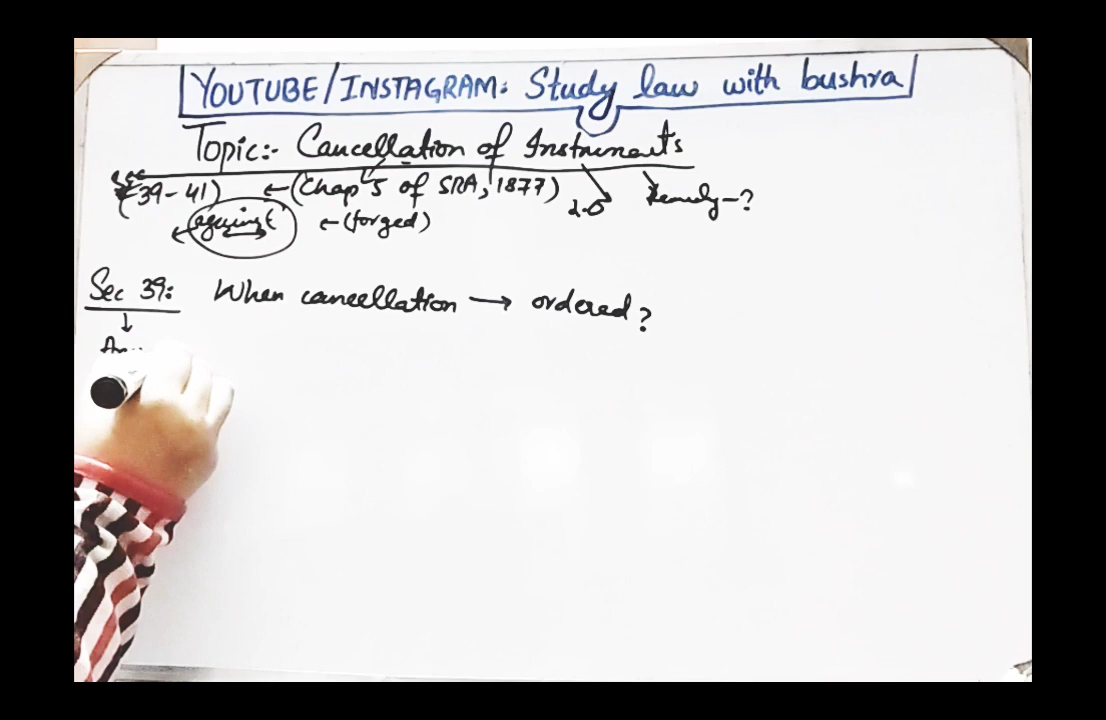 YOUTUBE/INSTAGRAM: Study law with bushra
Topic:- Cancellation of Instruments
(39-41) ← (Chap 5 of SRA, 1877) Remedy-?
against ← (forged)
Sec 39: When cancellation → ordered?